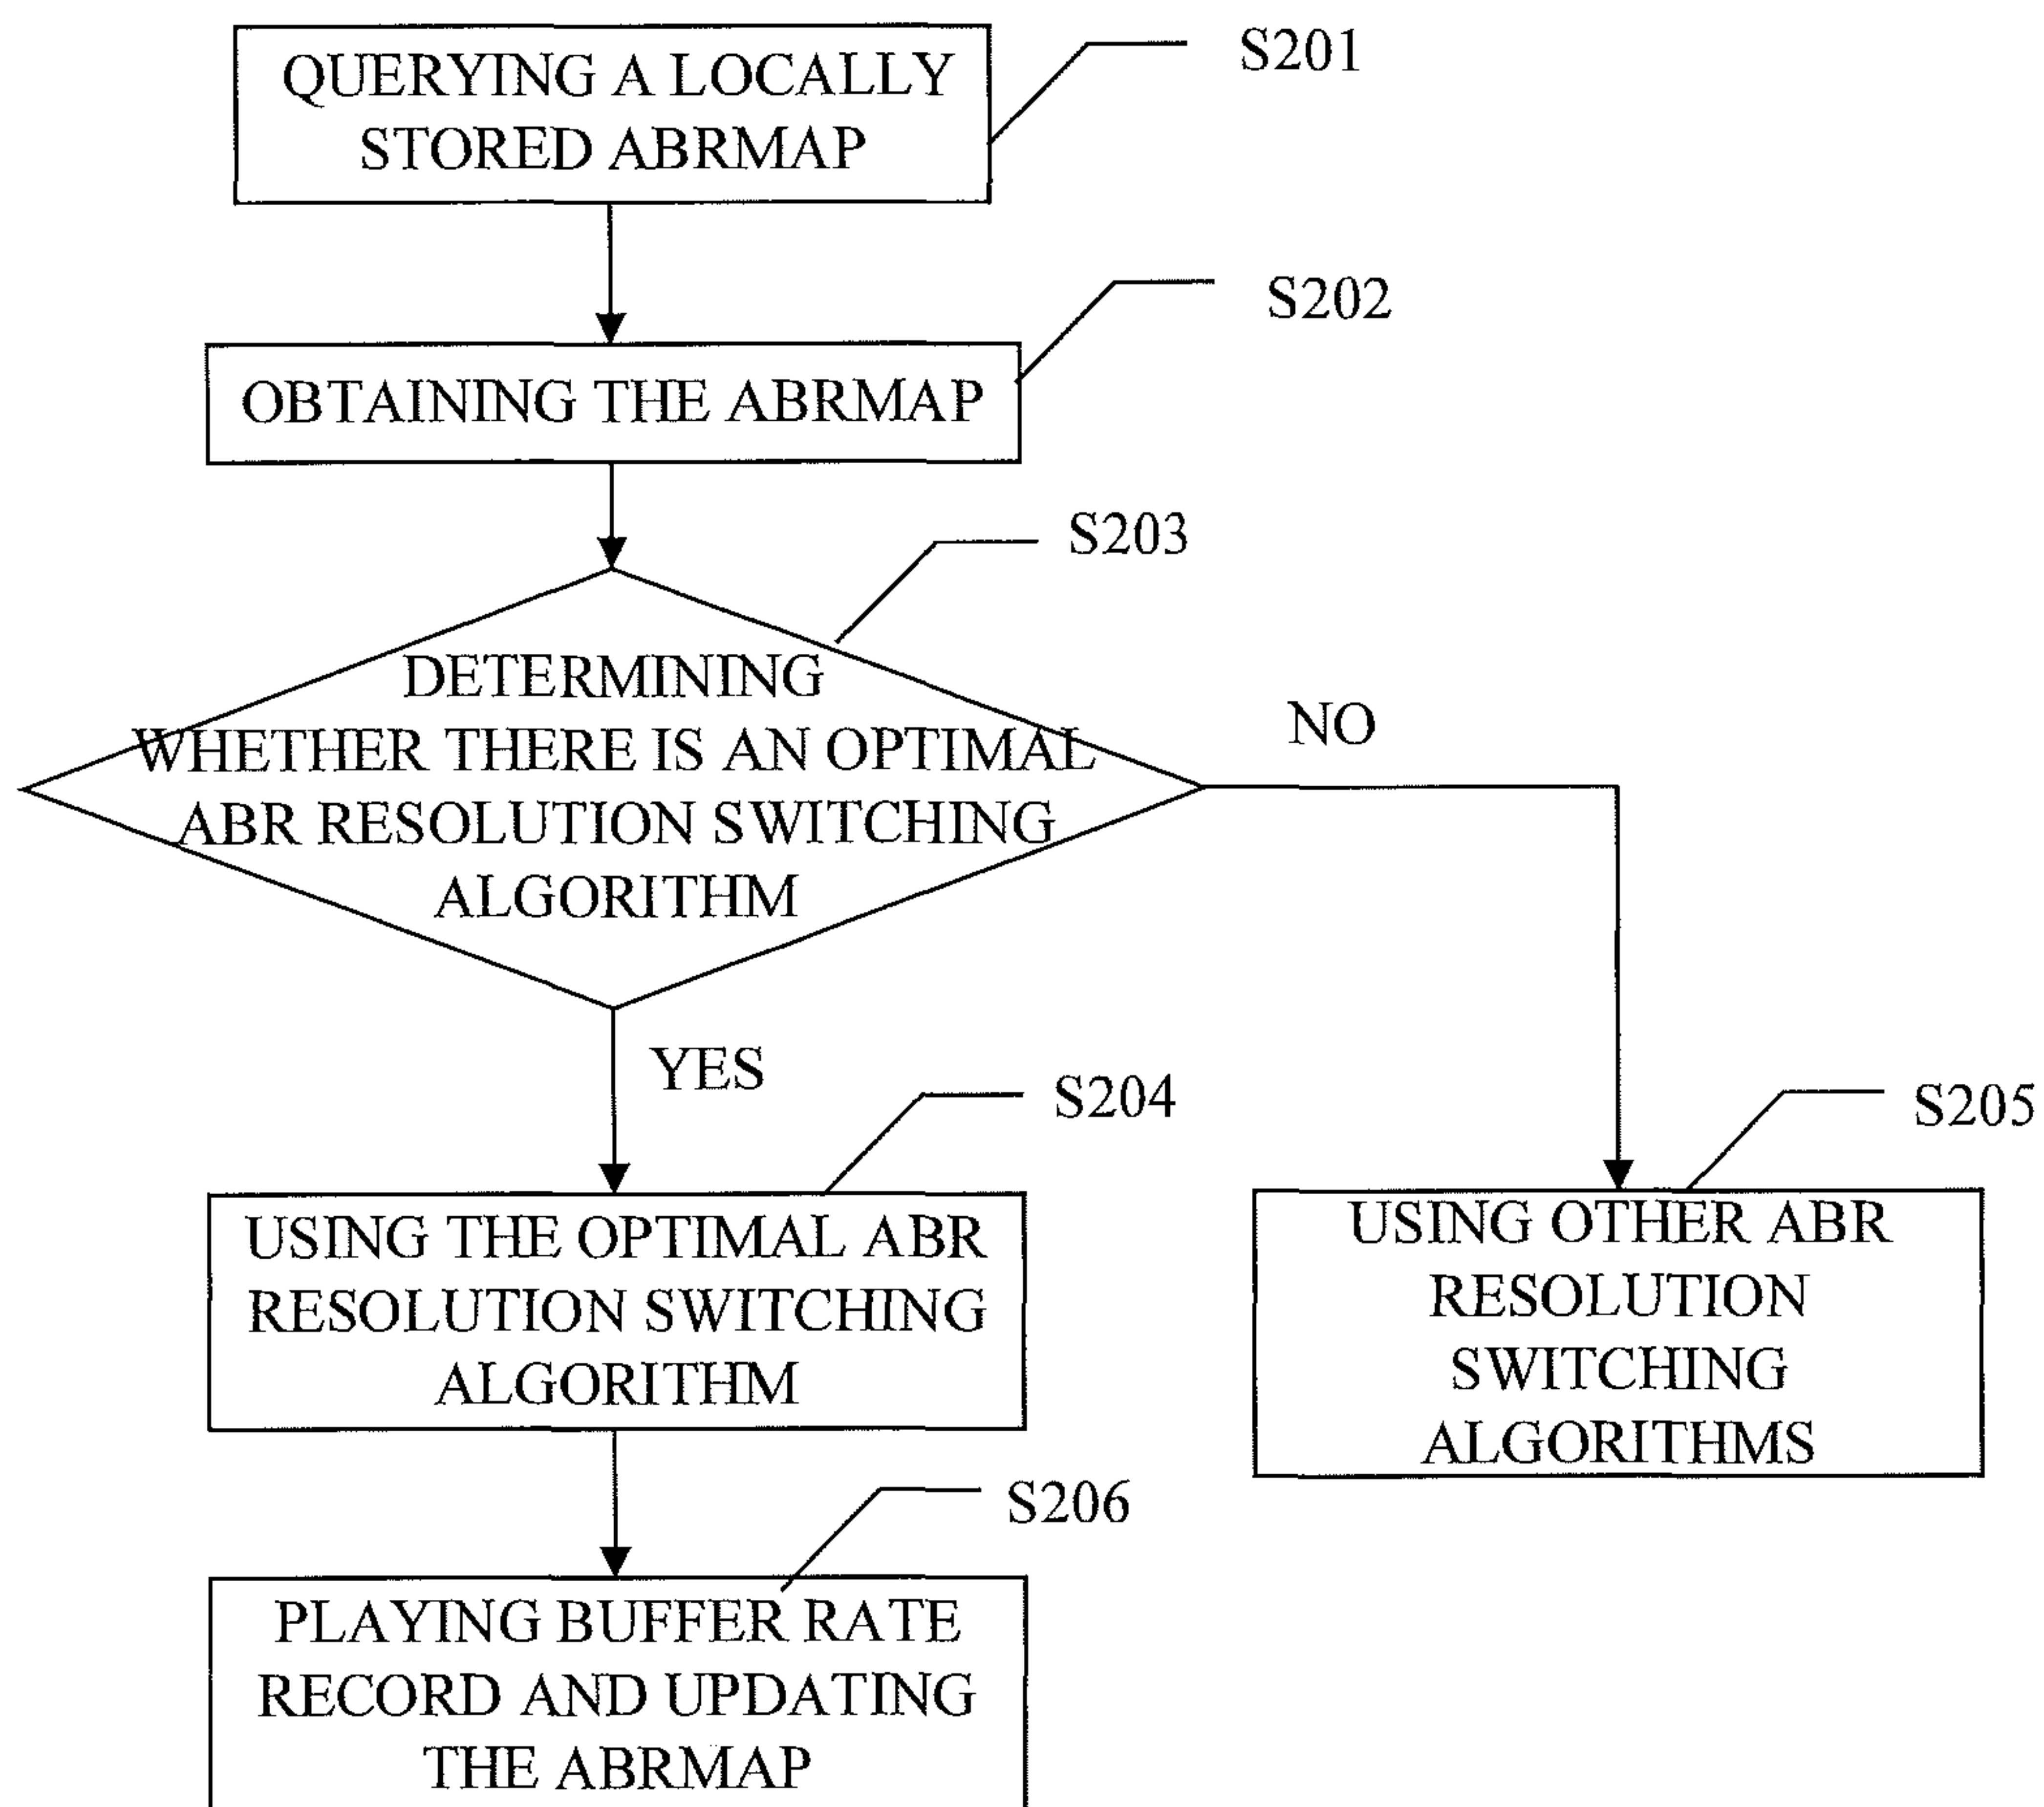 QUERYING A LOCALLY
STORED ABRMAP
S201
OBTAINING THE ABRMAP
S202
S203
DETERMINING
WHETHER THERE IS AN OPTIMAL
ABR RESOLUTION SWITCHING
ALGORITHM
NO
YES
S204
USING THE OPTIMAL ABR
RESOLUTION SWITCHING
ALGORITHM
S205
USING OTHER ABR
RESOLUTION
SWITCHING
ALGORITHMS
S206
PLAYING BUFFER RATE
RECORD AND UPDATING
THE ABRMAP